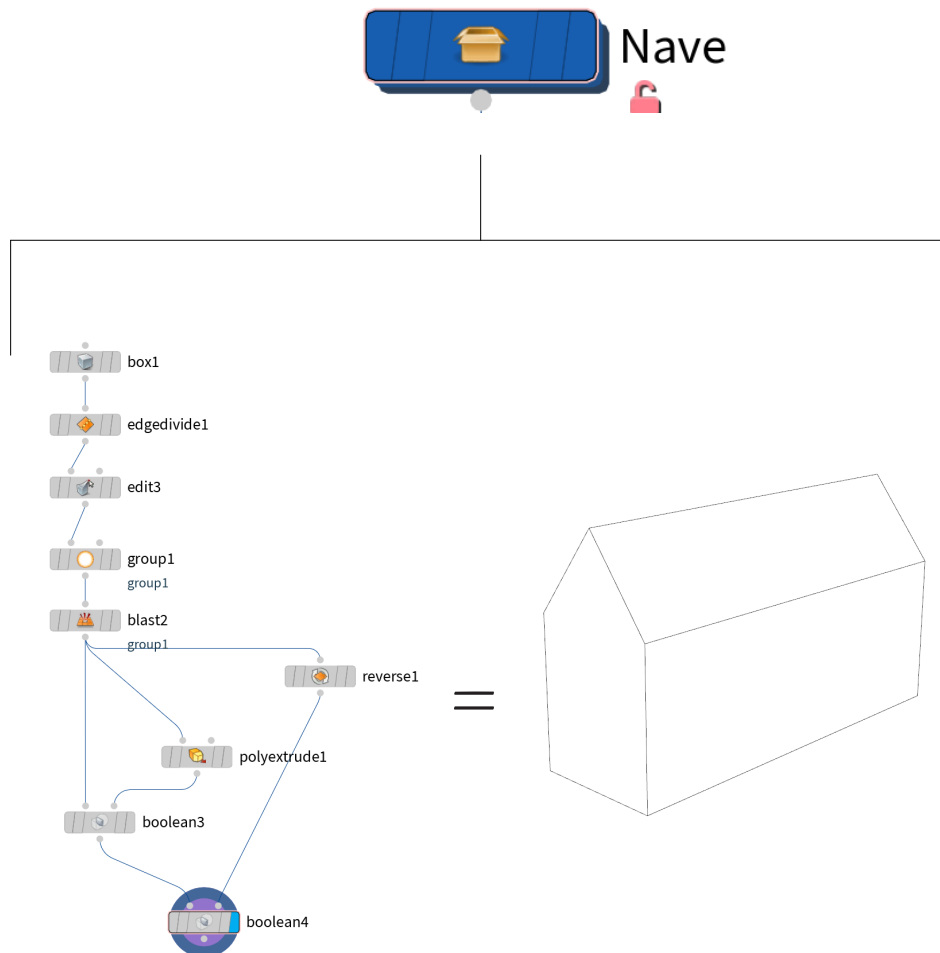 Nave
box1
edgedivide1
edit3
group1
group1
blast2
group1
reverse1
polyextrude1
boolean3
boolean4